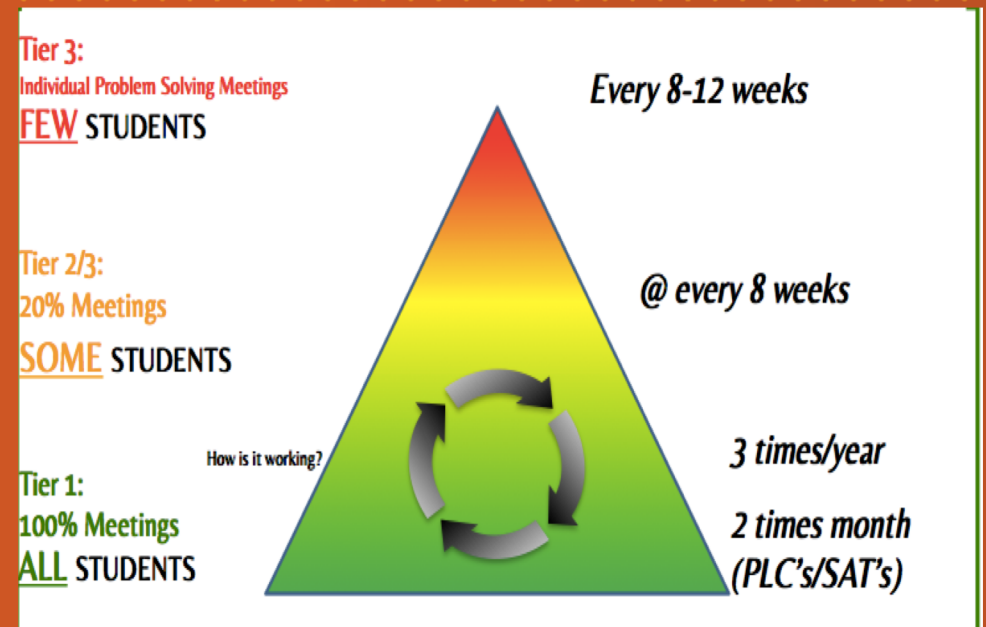 Tier 3:
Individual Problem Solving Meetings
FEW STUDENTS
Every 8-12 weeks
Tier 2/3:
20% Meetings
SOME STUDENTS
@ every 8 weeks
How is it working?
Tier 1:
100% Meetings
ALL STUDENTS
3 times/year
2 times month
(PLC's/SAT's)